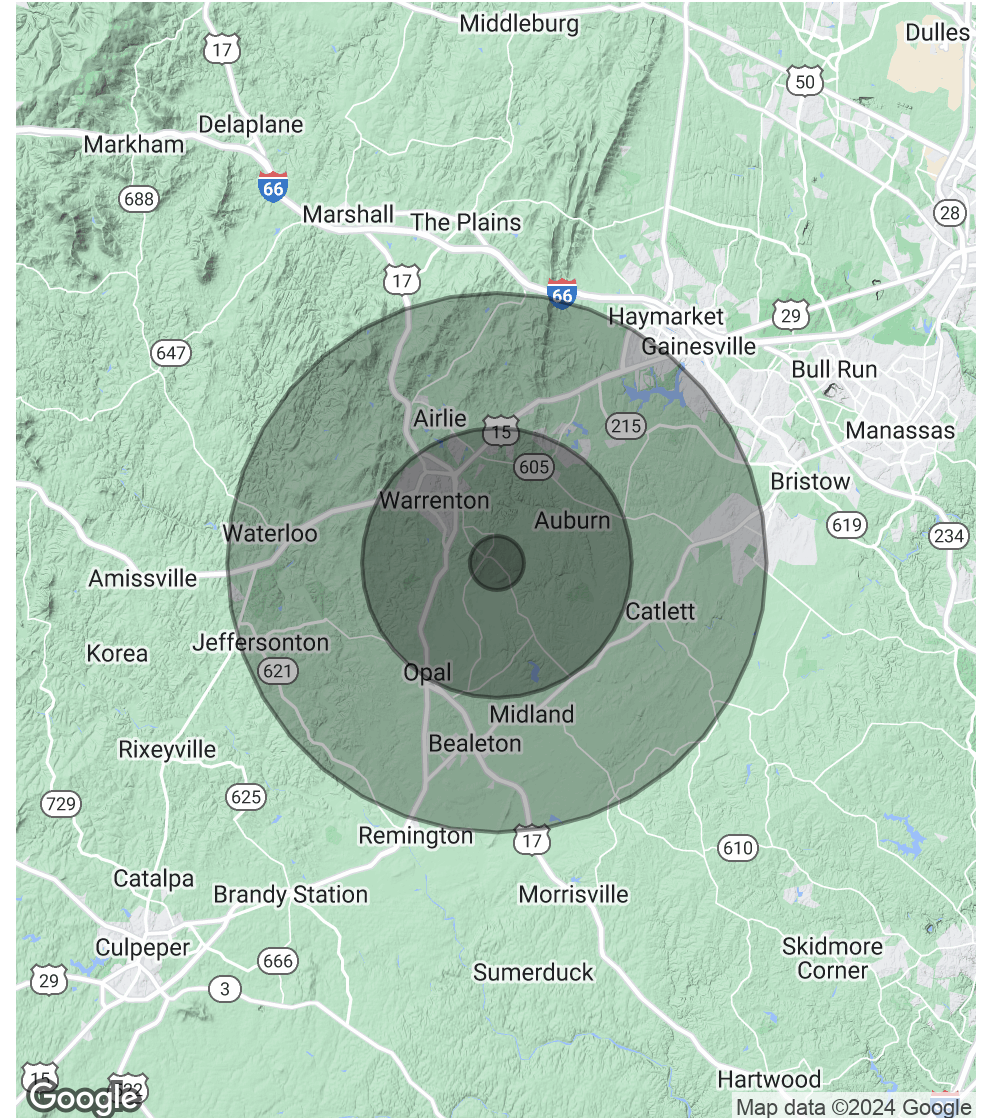 Middleburg
Dulles
17
50
Delaplane
Markham
66
688
Marshall
The Plains
28
17
66
Haymarket
29
Gainesville
647
Bull Run
Airlie
15
215
Manassas
605
Bristow
Warrenton
Auburn
619
Waterloo
234
Amissville
Catlett
Jeffersonton
Korea
621
Opal
Midland
Bealeton
Rixeyville
625
729
Remington
17
610
Catalpa
Brandy Station
Morrisville
Culpeper
Skidmore
Corner
666
Sumerduck
29
3
15
Hartwood
Google
Map data ©2024 Google